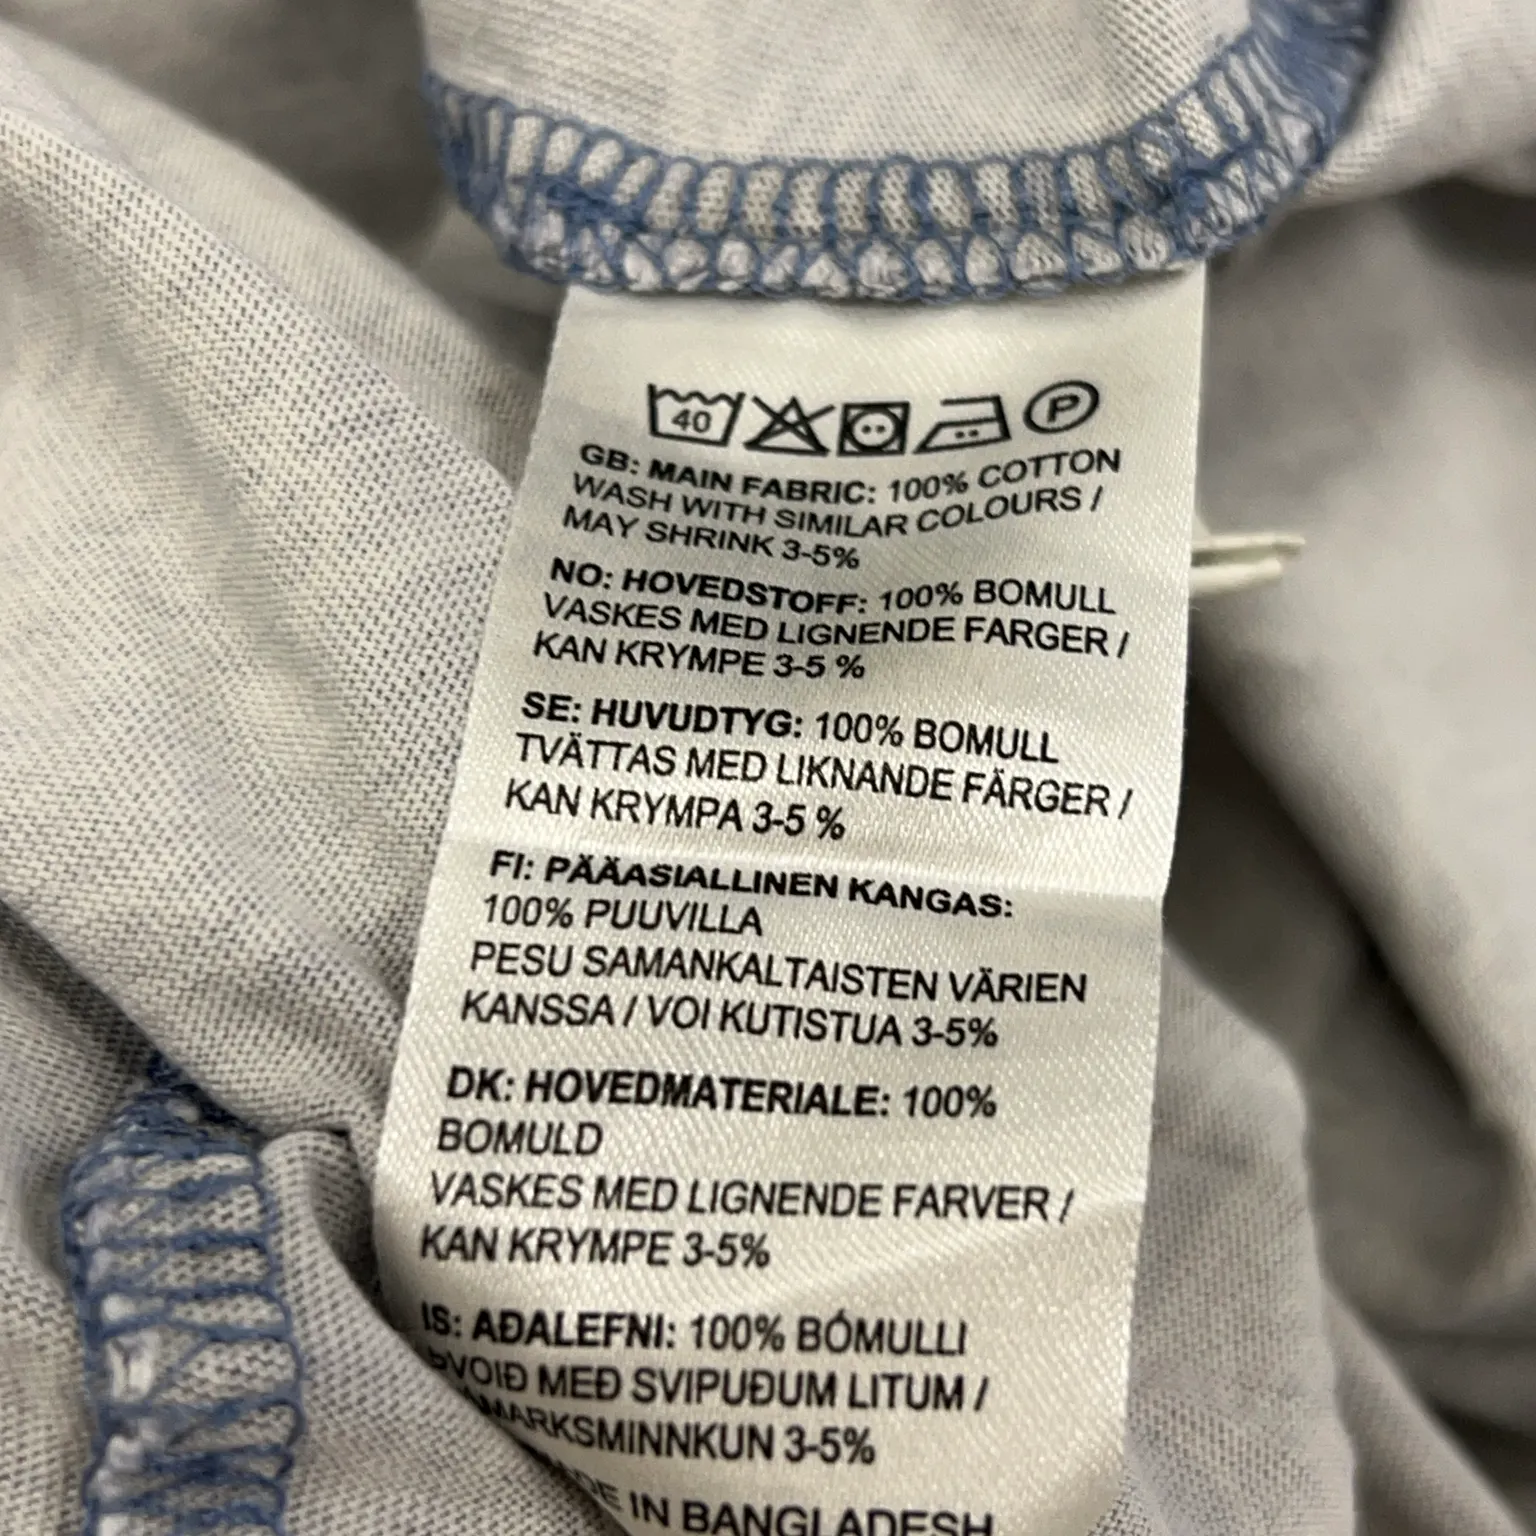 40 P
GB: MAIN FABRIC: 100% COTTON
WASH WITH SIMILAR COLOURS /
MAY SHRINK 3-5%
NO: HOVEDSTOFF: 100% BOMULL
VASKES MED LIGNENDE FARGER /
KAN KRYMPE 3-5 %
SE: HUVUDTYG: 100% BOMULL
TVÄTTAS MED LIKNANDE FÄRGER /
KAN KRYMPA 3-5 %
FI: PÄÄASIALLINEN KANGAS:
100% PUUVILLA
PESU SAMANKALTAISTEN VÄRIEN
KANSSA / VOI KUTISTUA 3-5%
DK: HOVEDMATERIALE: 100%
BOMULD
VASKES MED LIGNENDE FARVER /
KAN KRYMPE 3-5%
IS: AÐALEFNI: 100% BÓMULLI
ÞVOIÐ MEÐ SVIPUÐUM LITUM /
3-5%
IN BANGLADESH